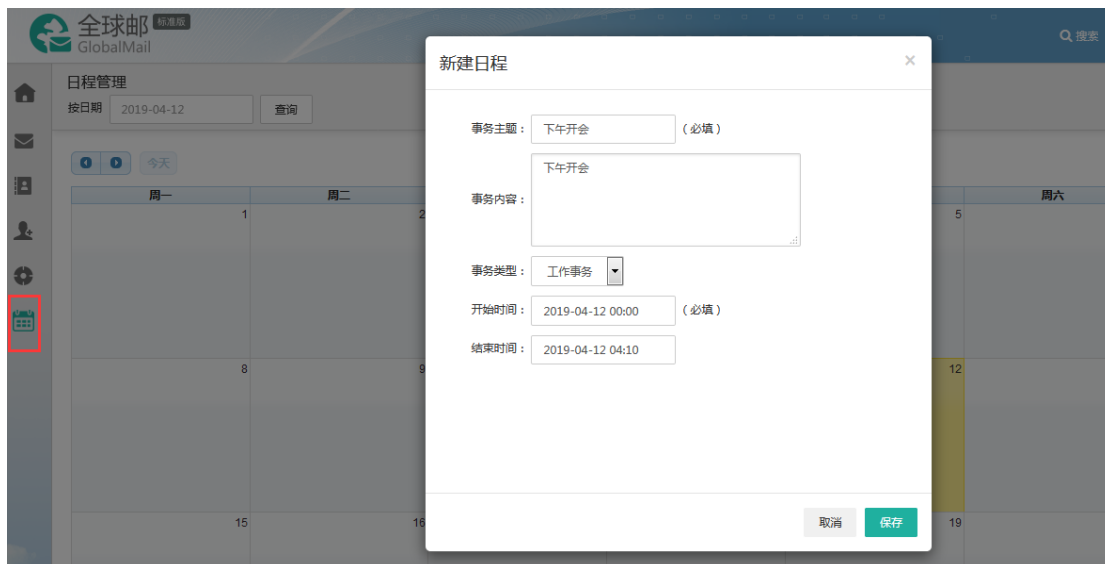 全球邮 标准版
GlobalMail
搜索
日程管理
按日期 2019-04-12 查询
今天
周一 周二 周六
1 2 5
8 9 12
15 16 19
新建日程 ×
事务主题： 下午开会 （必填）
事务内容： 下午开会
事务类型： 工作事务
开始时间： 2019-04-12 00:00 （必填）
结束时间： 2019-04-12 04:10
取消 保存